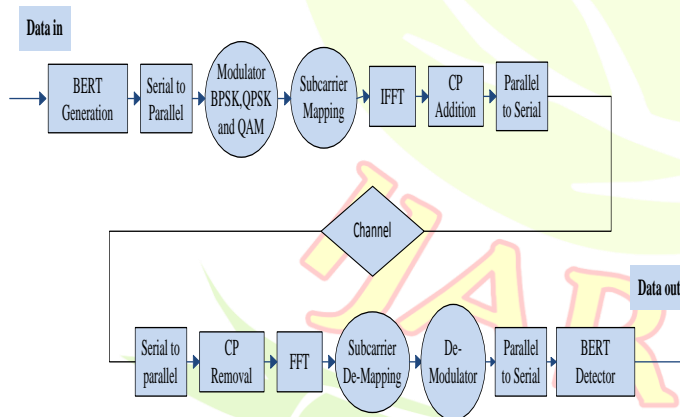 Data in
BERT
Generation
Serial to
Parallel
Modulator
BPSK,QPSK
and QAM
Subcarrier
Mapping
IFFT
CP
Addition
Parallel
to Serial
Channel
IJAR
Data out
Serial to
parallel
CP
Removal
FFT
Subcarrier
De-Mapping
De-
Modulator
Parallel
to Serial
BERT
Detector